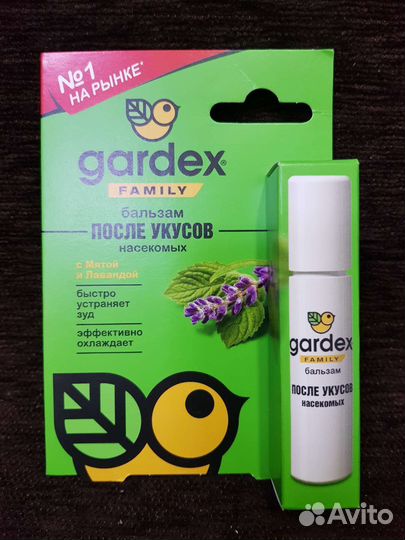 №1
НА РЫНКЕ*
gardex®
FAMILY
бальзам
ПОСЛЕ УКУСОВ
насекомых
с Мятой
и Лавандой
быстро
устраняет
зуд
эффективно
охлаждает
gardex
FAMILY
бальзам
ПОСЛЕ УКУСОВ
насекомых
Avito